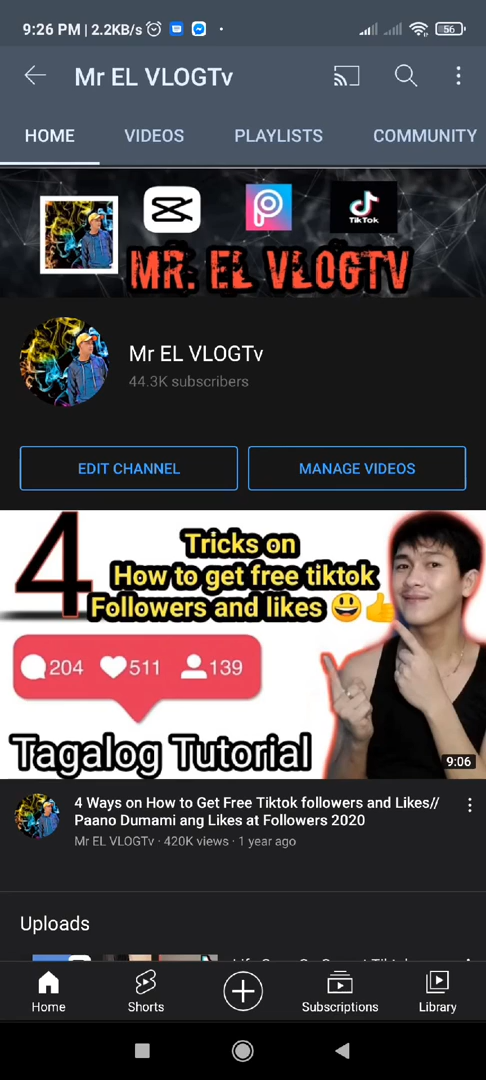 9:26 PM | 2.2KB/s
56
Mr EL VLOGTv
HOME VIDEOS PLAYLISTS COMMUNITY
TikTok
MR. EL VLOGTV
Mr EL VLOGTv
44.3K subscribers
EDIT CHANNEL MANAGE VIDEOS
4
Tricks on
How to get free tiktok
Followers and likes 😃👍
204 511 139
Tagalog Tutorial
9:06
4 Ways on How to Get Free Tiktok followers and Likes//
Paano Dumami ang Likes at Followers 2020
Mr EL VLOGTv · 420K views · 1 year ago
Uploads
Home Shorts Subscriptions Library